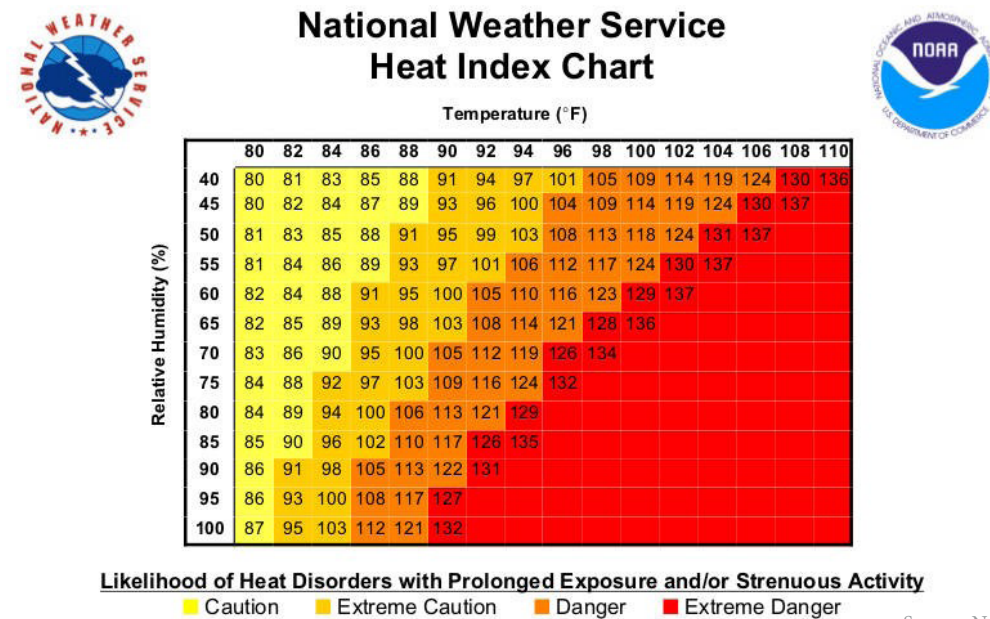 National Weather Service
Heat Index Chart
NATIONAL WEATHER SERVICE
NOAA
U.S. DEPARTMENT OF COMMERCE
Temperature (°F)
80 82 84 86 88 90 92 94 96 98 100 102 104 106 108 110
Relative Humidity (%)
40 80 81 83 85 88 91 94 97 101 105 109 114 119 124 130 136
45 80 82 84 87 89 93 96 100 104 109 114 119 124 130 137
50 81 83 85 88 91 95 99 103 108 113 118 124 131 137
55 81 84 86 89 93 97 101 106 112 117 124 130 137
60 82 84 88 91 95 100 105 110 116 123 129 137
65 82 85 89 93 98 103 108 114 121 128 136
70 83 86 90 95 100 105 112 119 126 134
75 84 88 92 97 103 109 116 124 132
80 84 89 94 100 106 113 121 129
85 85 90 96 102 110 117 126 135
90 86 91 98 105 113 122 131
95 86 93 100 108 117 127
100 87 95 103 112 121 132
Likelihood of Heat Disorders with Prolonged Exposure and/or Strenuous Activity
Caution Extreme Caution Danger Extreme Danger